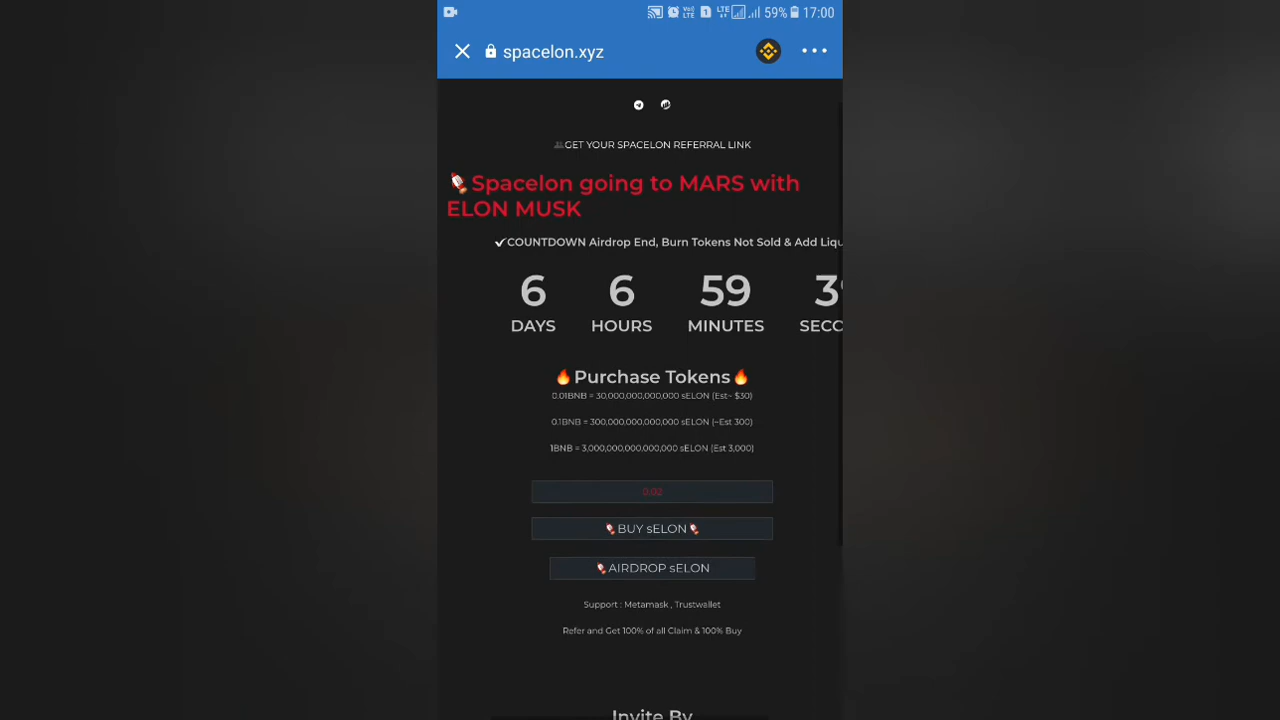 LTE 59% 17:00
spacelon.xyz
GET YOUR SPACELON REFERRAL LINK
🚀Spacelon going to MARS with
ELON MUSK
✔COUNTDOWN Airdrop End, Burn Tokens Not Sold & Add Liqu
6 6 59 39
DAYS HOURS MINUTES SECO
🔥Purchase Tokens🔥
0.01BNB = 30,000,000,000,000 sELON (Est~ $30)
0.1BNB = 300,000,000,000,000 sELON (~Est 300)
1BNB = 3,000,000,000,000,000 sELON (Est 3,000)
0.02
🚀BUY sELON🚀
🚀AIRDROP sELON
Support : Metamask , Trustwallet
Refer and Get 100% of all Claim & 100% Buy
Invite By